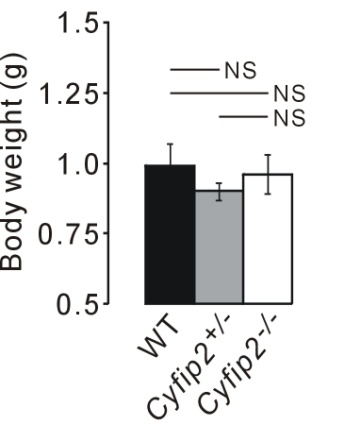 Body weight (g)
1.5
1.25
1.0
0.75
0.5
NS
NS
NS
WT
Cyfip2+/-
Cyfip2-/-